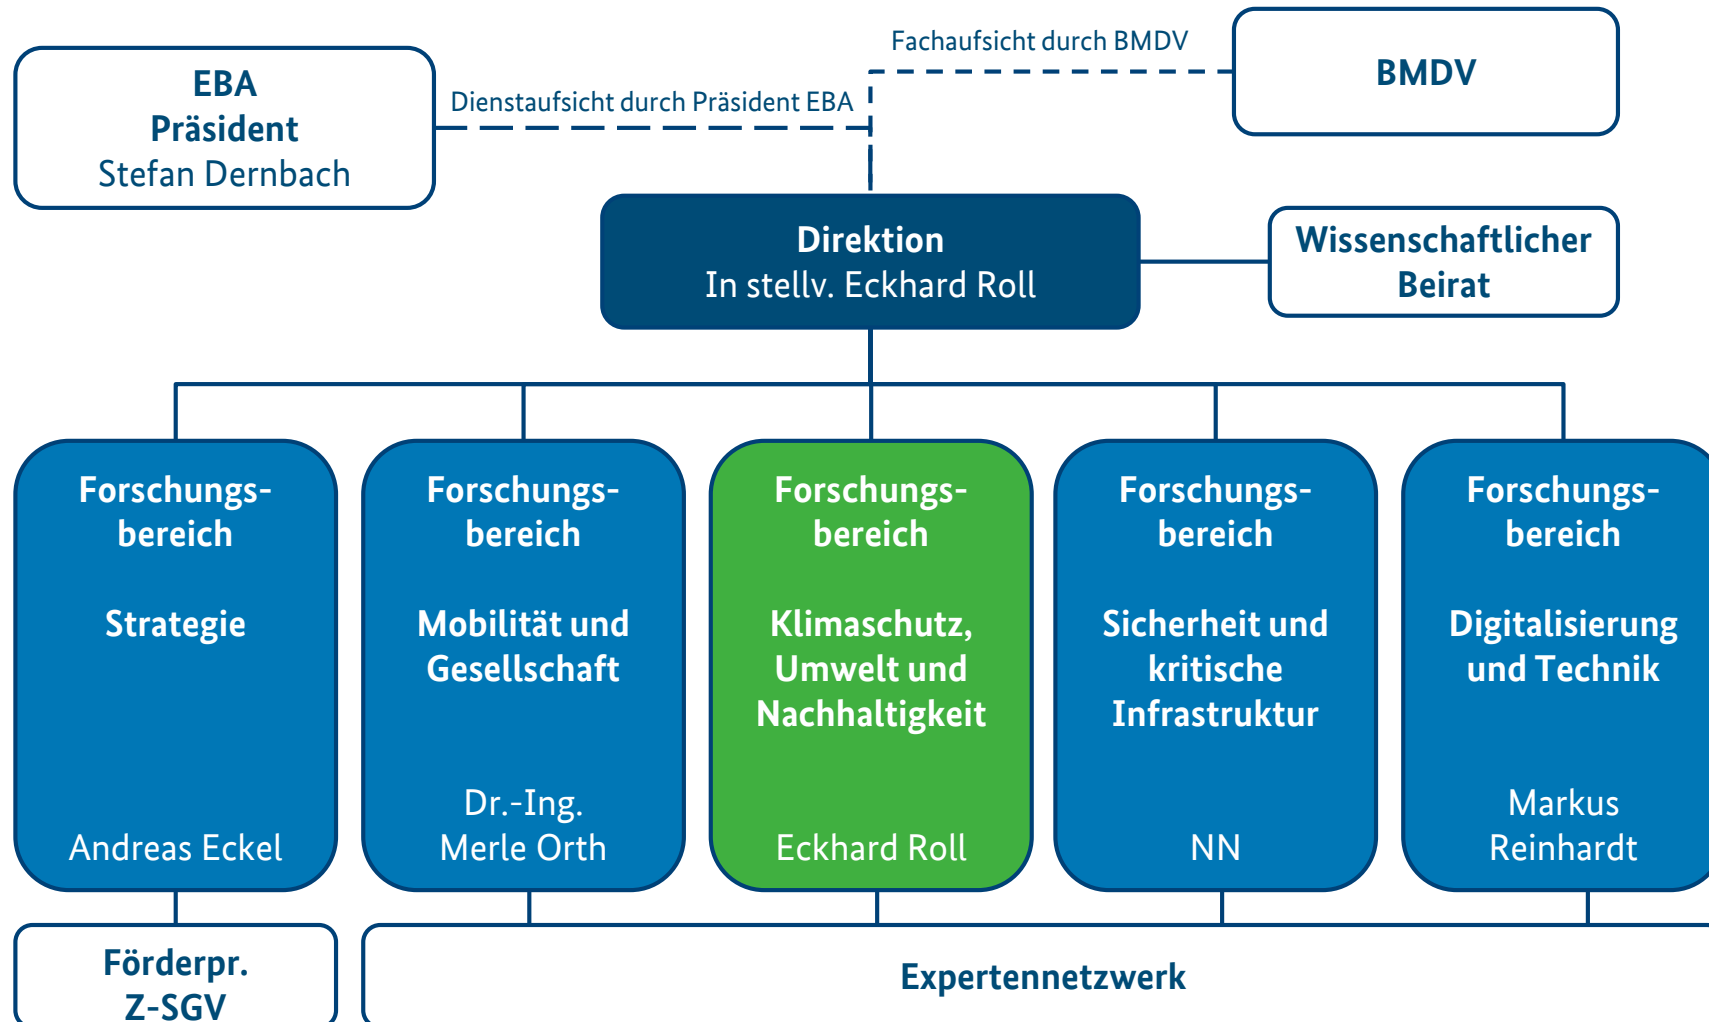 Fachaufsicht durch BMDV
BMDV
EBA
Präsident
Stefan Dernbach
Dienstaufsicht durch Präsident EBA
Direktion
In stellv. Eckhard Roll
Wissenschaftlicher
Beirat
Forschungs-
bereich
Strategie
Andreas Eckel
Forschungs-
bereich
Mobilität und
Gesellschaft
Dr.-Ing.
Merle Orth
Forschungs-
bereich
Klimaschutz,
Umwelt und
Nachhaltigkeit
Eckhard Roll
Forschungs-
bereich
Sicherheit und
kritische
Infrastruktur
NN
Forschungs-
bereich
Digitalisierung
und Technik
Markus
Reinhardt
Förderpr.
Z-SGV
Expertennetzwerk